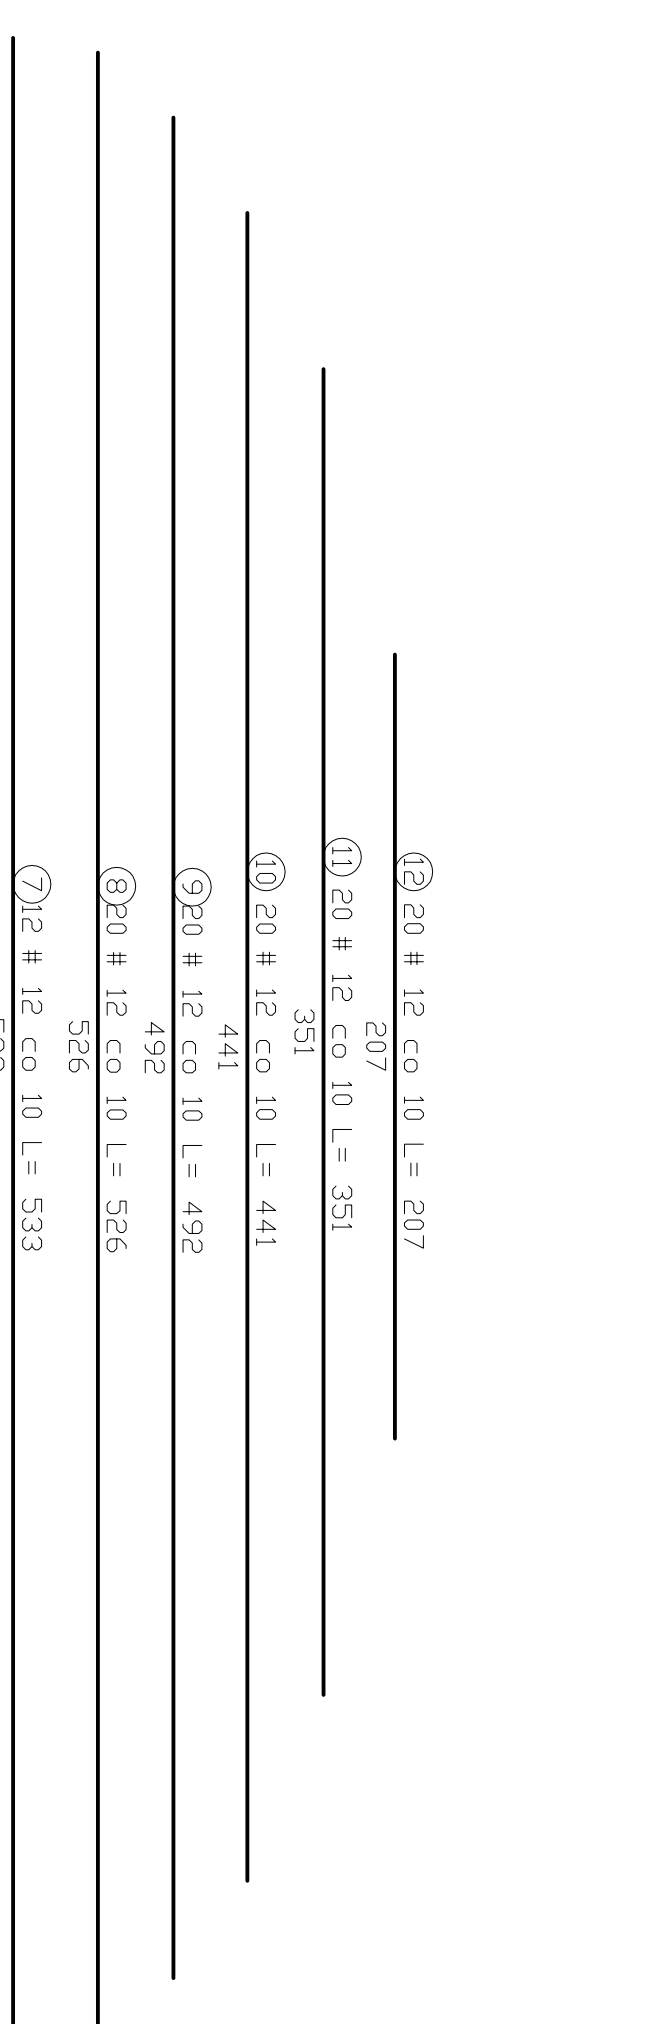 12 20 # 12 co 10 L= 207
207
11 20 # 12 co 10 L= 351
351
10 20 # 12 co 10 L= 441
441
9 20 # 12 co 10 L= 492
492
8 20 # 12 co 10 L= 526
526
7 12 # 12 co 10 L= 533